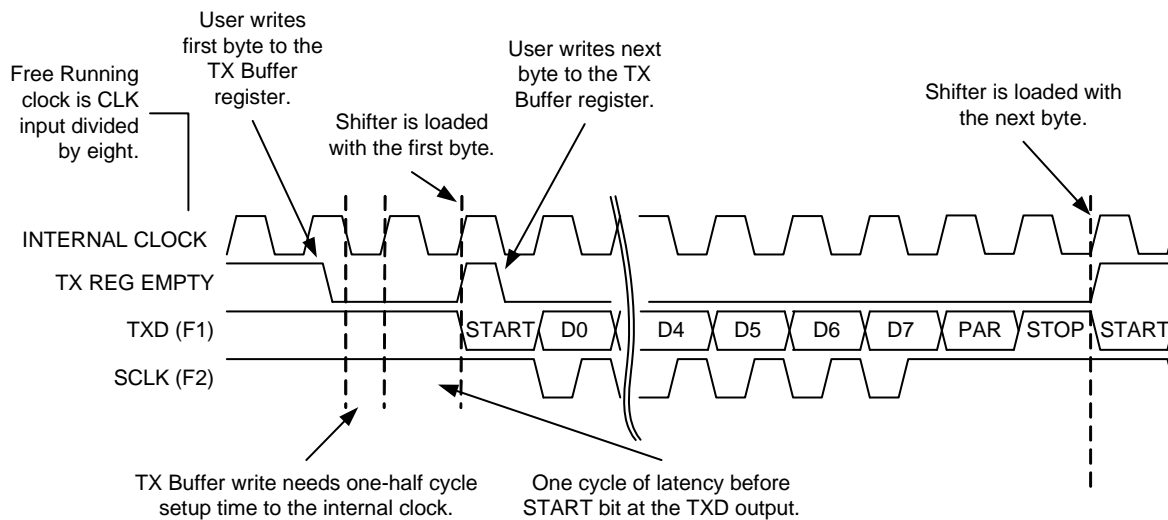 User writes
first byte to the
TX Buffer
register.
User writes next
byte to the TX
Buffer register.
Free Running
clock is CLK
input divided
by eight.
Shifter is loaded
with the first byte.
Shifter is loaded with
the next byte.
INTERNAL CLOCK
TX REG EMPTY
TXD (F1)
START
D0
D4
D5
D6
D7
PAR
STOP
START
SCLK (F2)
TX Buffer write needs one-half cycle
setup time to the internal clock.
One cycle of latency before
START bit at the TXD output.